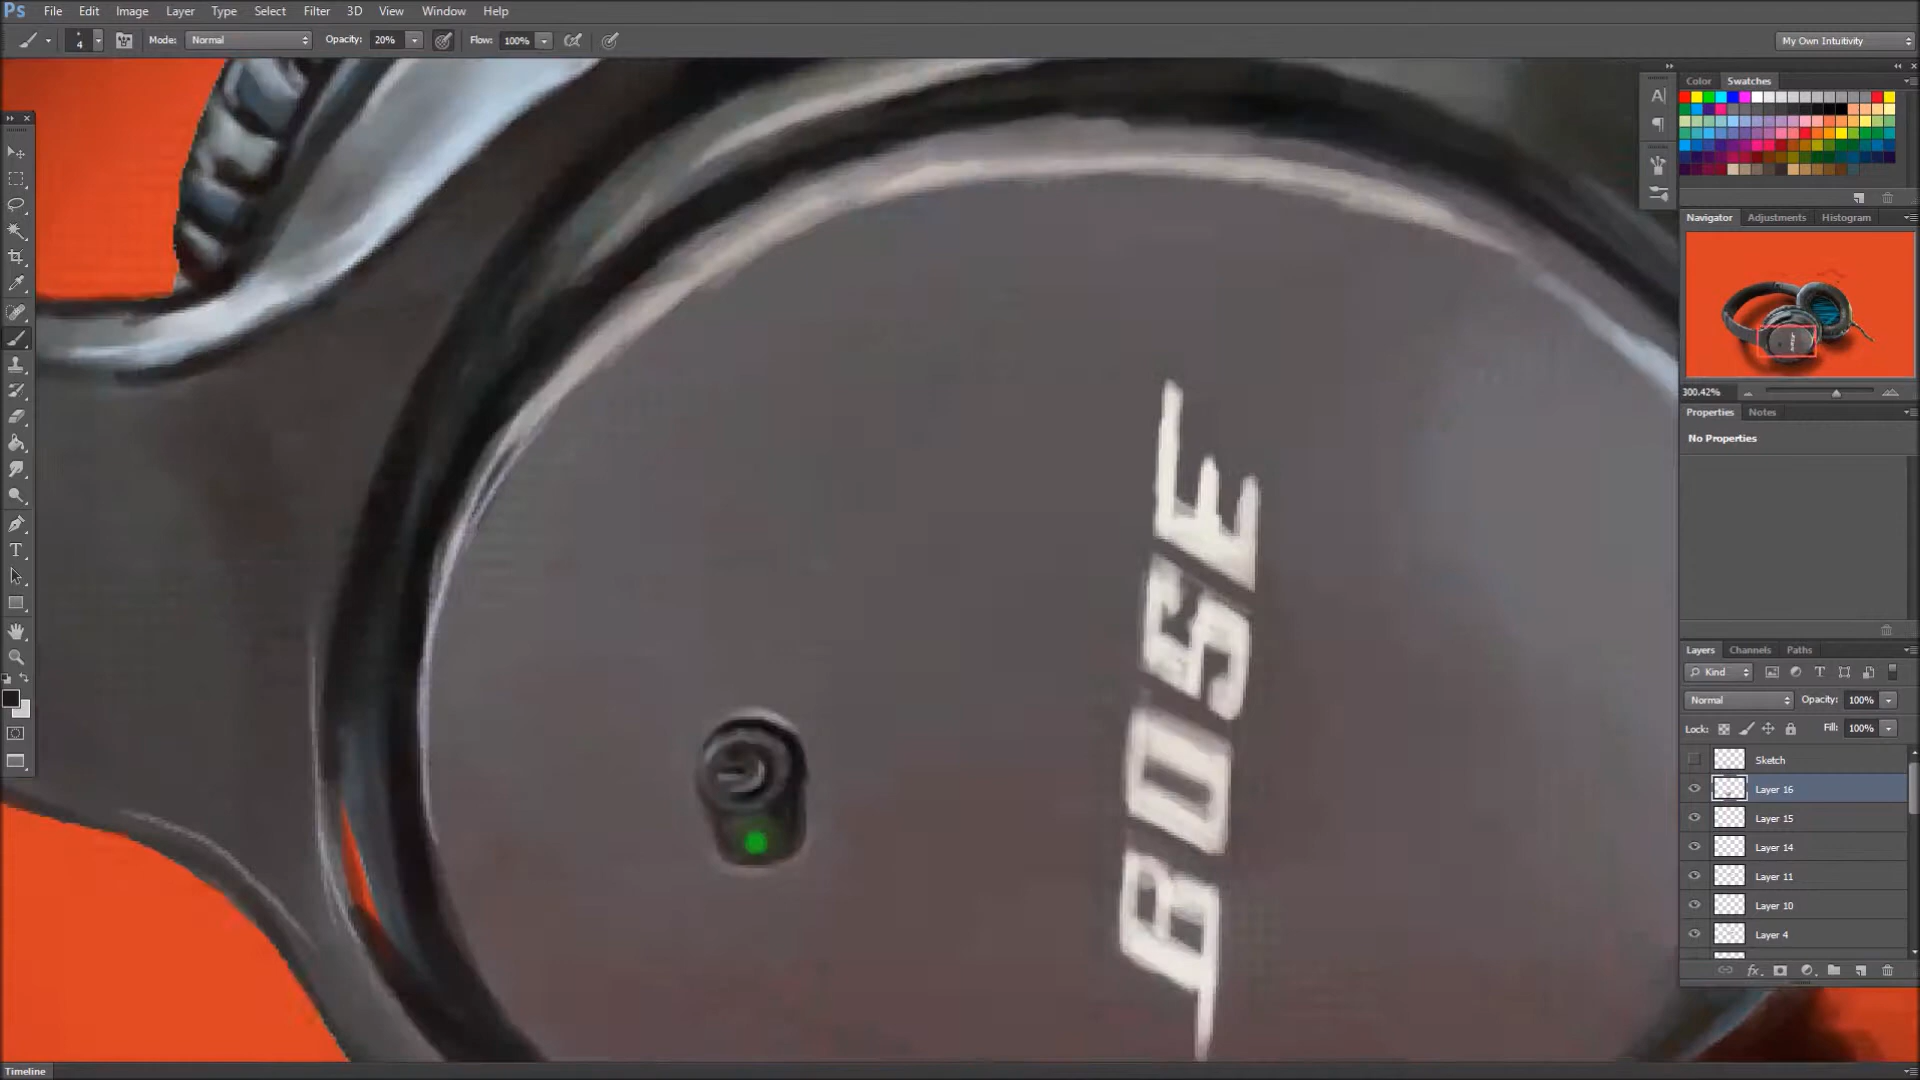 Ps File Edit Image Layer Type Select Filter 3D View Window Help
4 Mode: Normal Opacity: 20% Flow: 100% My Own Intuitivity
Color Swatches
Navigator Adjustments Histogram
300.42%
Properties Notes
No Properties
BOSE
Layers Channels Paths
Kind
Normal Opacity: 100%
Lock: Fill: 100%
Sketch
Layer 16
Layer 15
Layer 14
Layer 11
Layer 10
Layer 4
Timeline